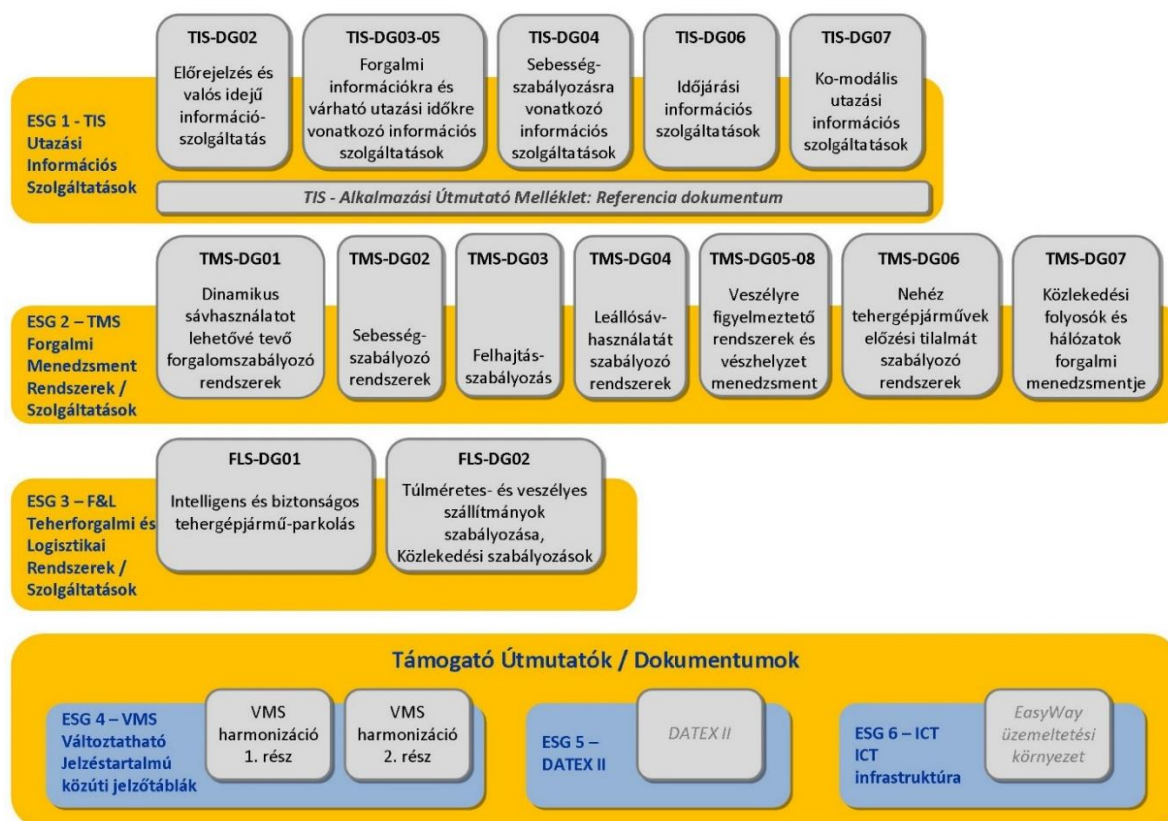 ESG 1 - TIS
Utazási
Információs
Szolgáltatások
TIS-DG02
Előrejelzés és
valós idejű
információ-
szolgáltatás
TIS-DG03-05
Forgalmi
információkra és
várható utazási időkre
vonatkozó információs
szolgáltatások
TIS-DG04
Sebesség-
szabályozásra
vonatkozó
információs
szolgáltatások
TIS-DG06
Időjárási
információs
szolgáltatások
TIS-DG07
Ko-modális
utazási
információs
szolgáltatások
TIS - Alkalmazási Útmutató Melléklet: Referencia dokumentum
ESG 2 – TMS
Forgalmi
Menedzsment
Rendszerek /
Szolgáltatások
TMS-DG01
Dinamikus
sávhasználatot
lehetővé tevő
forgalomszabályozó
rendszerek
TMS-DG02
Sebesség-
szabályozó
rendszerek
TMS-DG03
Felhajtás-
szabályozás
TMS-DG04
Leállósáv-
használatát
szabályozó
rendszerek
TMS-DG05-08
Veszélyre
figyelmeztető
rendszerek és
vészhelyzet
menedzsment
TMS-DG06
Nehéz
tehergépjárművek
előzési tilalmát
szabályozó
rendszerek
TMS-DG07
Közlekedési
folyosók és
hálózatok
forgalmi
menedzsmentje
ESG 3 – F&L
Teherforgalmi és
Logisztikai
Rendszerek /
Szolgáltatások
FLS-DG01
Intelligens és biztonságos
tehergépjármű-parkolás
FLS-DG02
Túlméretes- és veszélyes
szállítmányok
szabályozása,
Közlekedési szabályozások
Támogató Útmutatók / Dokumentumok
ESG 4 – VMS
Változtatható
Jelzéstartalmú
közúti jelzőtáblák
VMS
harmonizáció
1. rész
VMS
harmonizáció
2. rész
ESG 5 –
DATEX II
DATEX II
ESG 6 – ICT
ICT
infrastruktúra
EasyWay
üzemeltetési
környezet